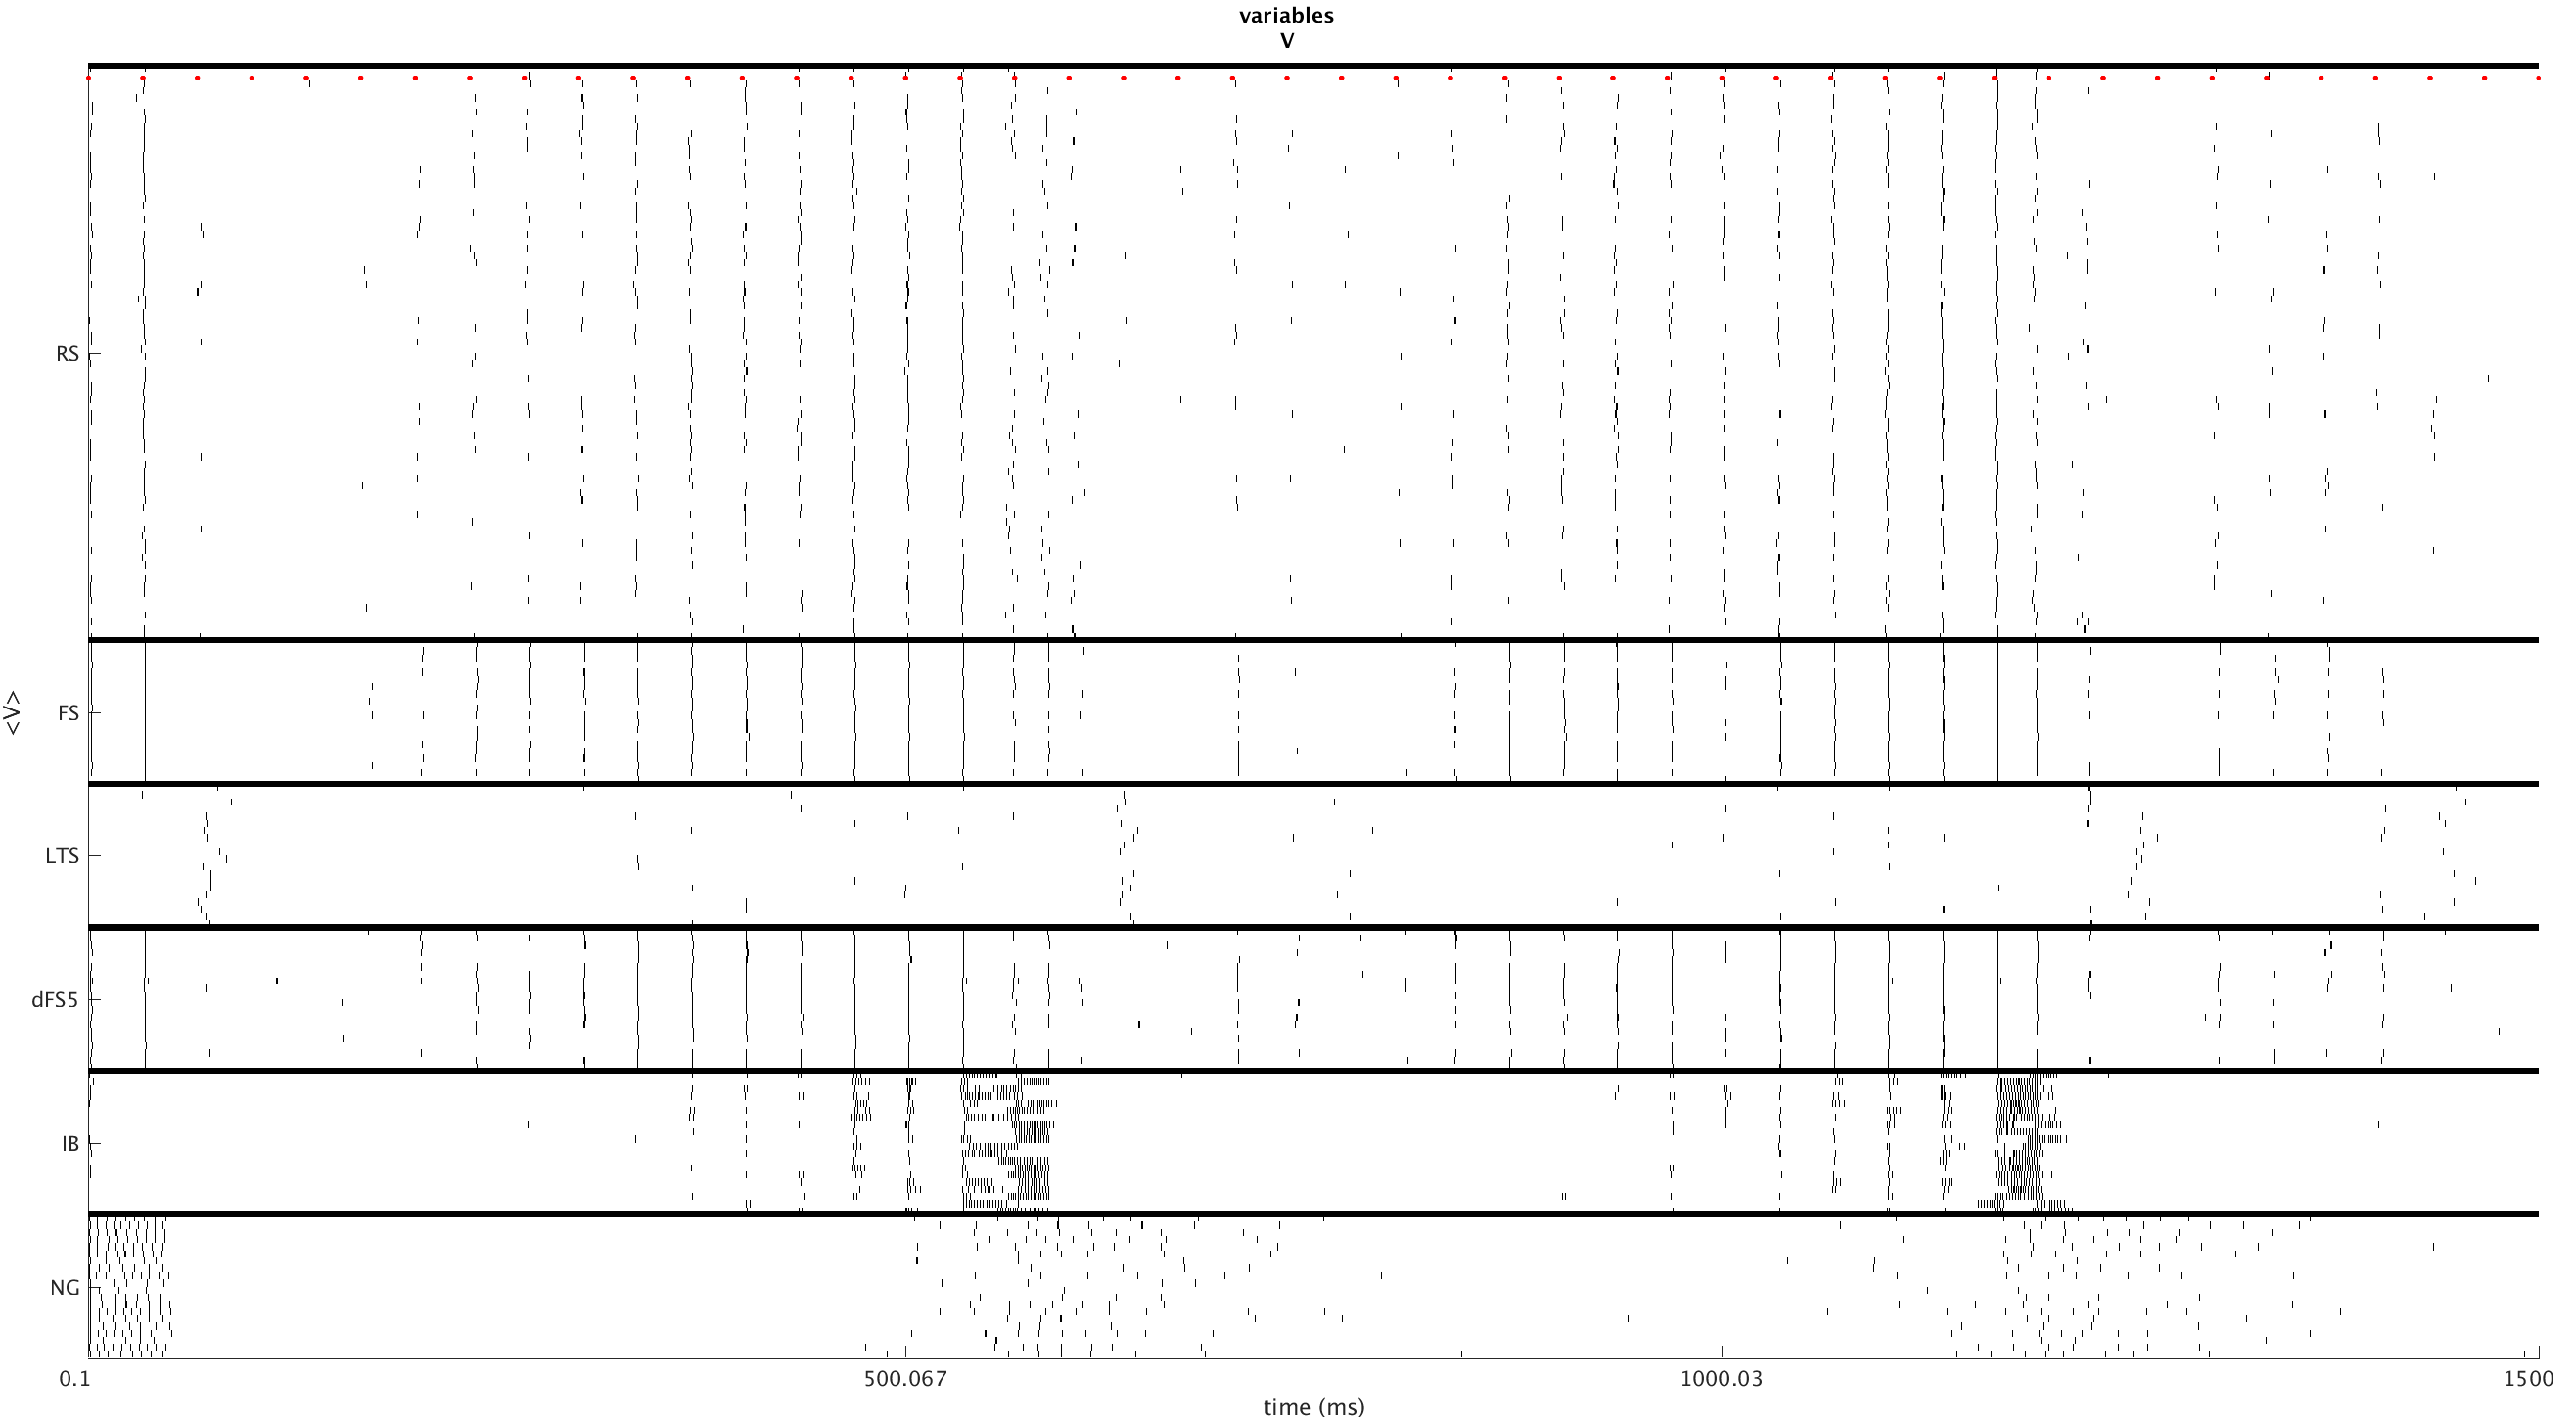 variables
V
RS
FS
LTS
dFS5
IB
NG
<V>
0.1 500.067 1000.03 1500
time (ms)